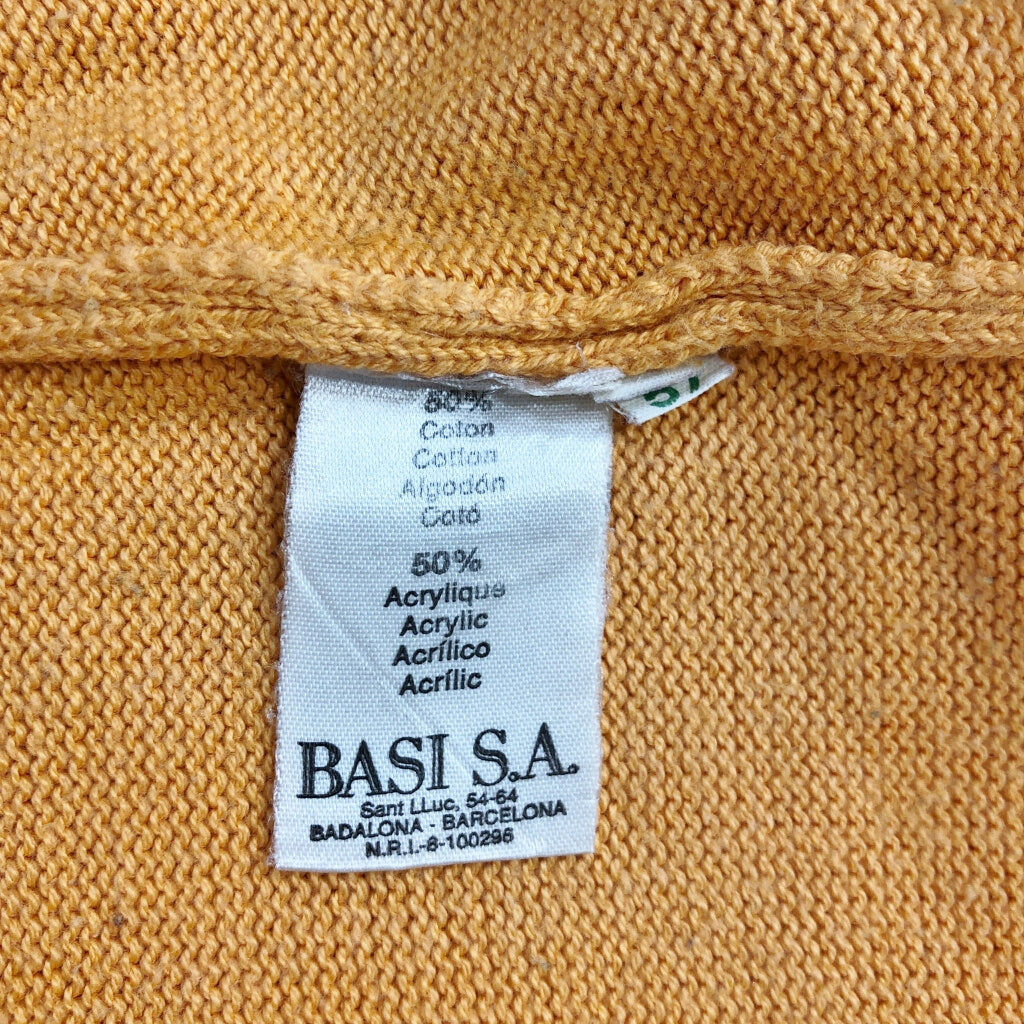 50%
Coton
Cotton
Algodón
Cotó
50%
Acrylique
Acrylic
Acrílico
Acrílic
BASI S.A.
Sant LLuc, 54-64
BADALONA - BARCELONA
N.R.I.-8-100296